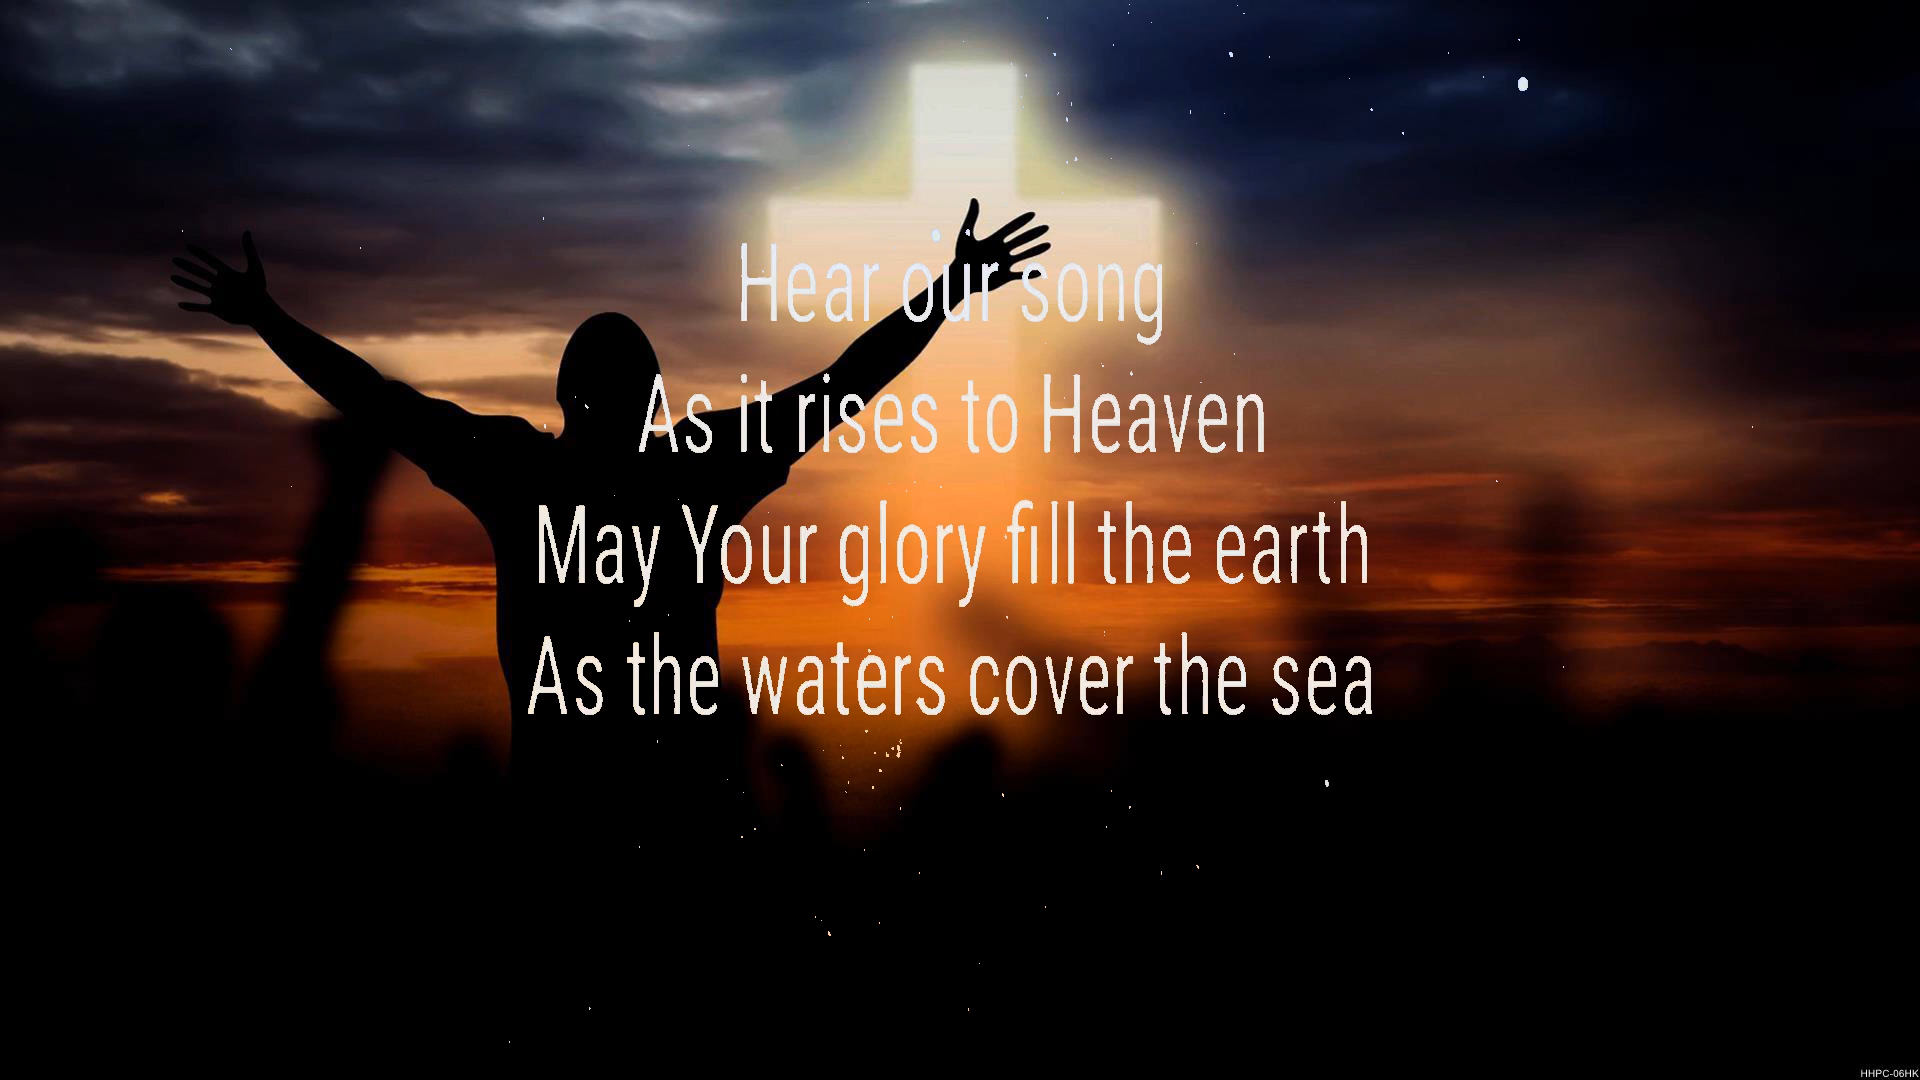 Hear our song
As it rises to Heaven
May Your glory fill the earth
As the waters cover the sea
HHPC-06HK